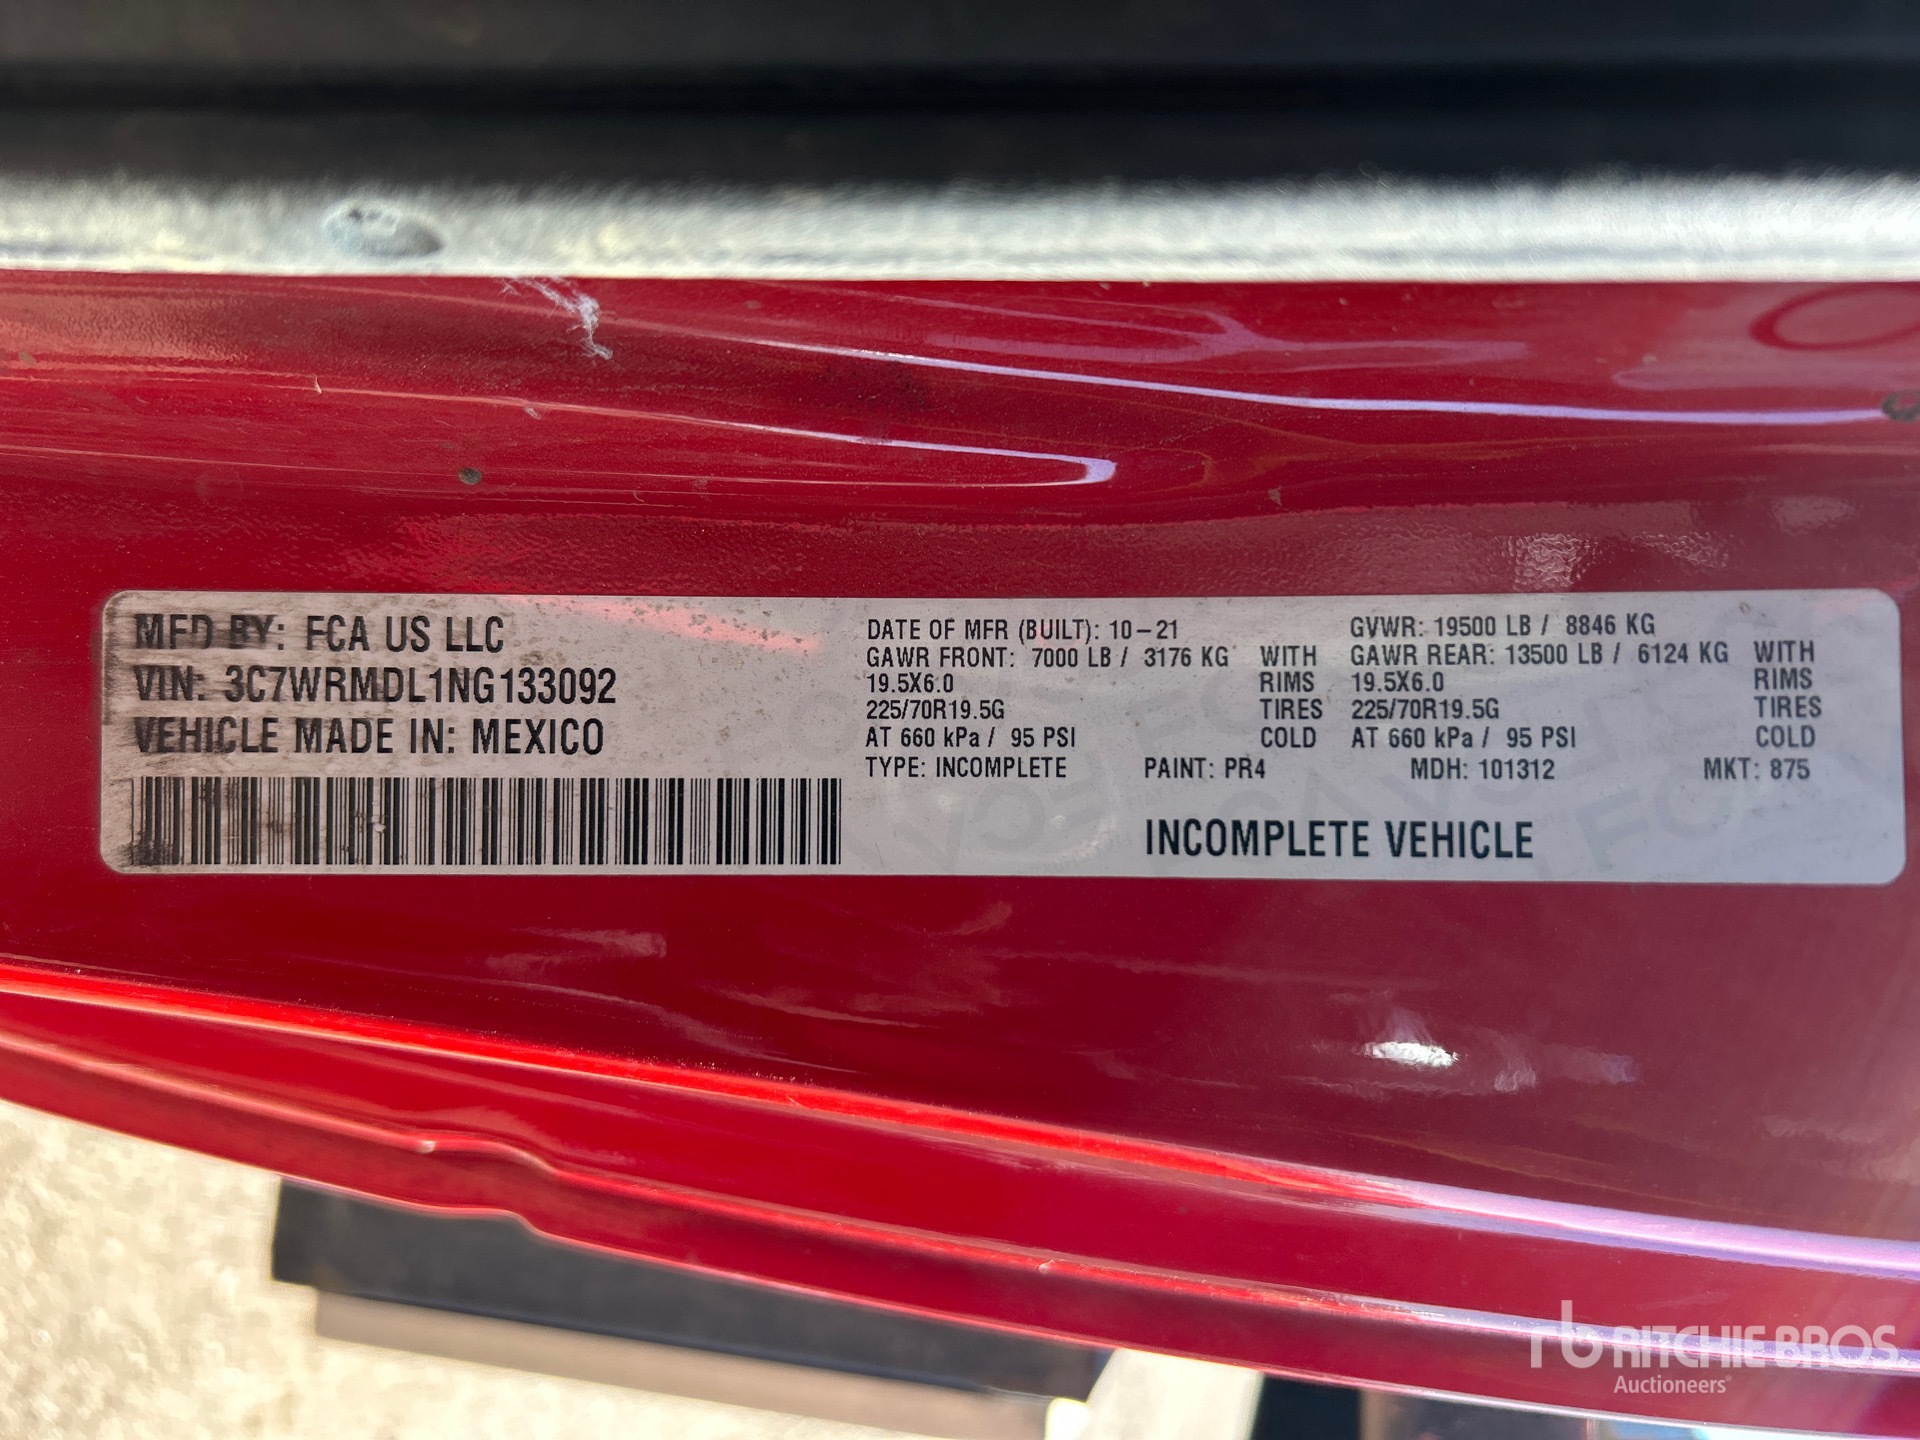 MFD BY: FCA US LLC
VIN: 3C7WRMDL1NG133092
VEHICLE MADE IN: MEXICO
DATE OF MFR (BUILT): 10-21
GVWR: 19500 LB / 8846 KG
GAWR FRONT: 7000 LB / 3176 KG WITH
GAWR REAR: 13500 LB / 6124 KG WITH
19.5X6.0 RIMS 19.5X6.0 RIMS
225/70R19.5G TIRES 225/70R19.5G TIRES
AT 660 kPa / 95 PSI COLD AT 660 kPa / 95 PSI COLD
TYPE: INCOMPLETE PAINT: PR4 MDH: 101312 MKT: 875
INCOMPLETE VEHICLE
rb RITCHIE BROS.
Auctioneers